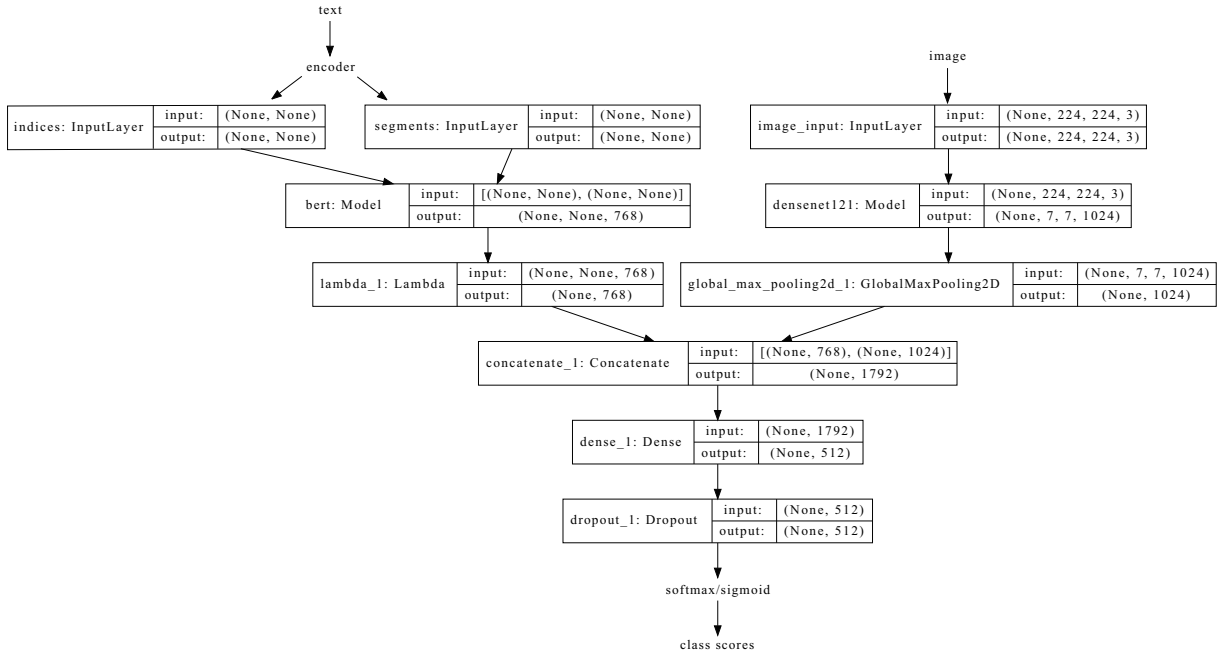 text
encoder
image
indices: InputLayer
input: (None, None)
output: (None, None)
segments: InputLayer
input: (None, None)
output: (None, None)
image_input: InputLayer
input: (None, 224, 224, 3)
output: (None, 224, 224, 3)
bert: Model
input: [(None, None), (None, None)]
output: (None, None, 768)
densenet121: Model
input: (None, 224, 224, 3)
output: (None, 7, 7, 1024)
lambda_1: Lambda
input: (None, None, 768)
output: (None, 768)
global_max_pooling2d_1: GlobalMaxPooling2D
input: (None, 7, 7, 1024)
output: (None, 1024)
concatenate_1: Concatenate
input: [(None, 768), (None, 1024)]
output: (None, 1792)
dense_1: Dense
input: (None, 1792)
output: (None, 512)
dropout_1: Dropout
input: (None, 512)
output: (None, 512)
softmax/sigmoid
class scores